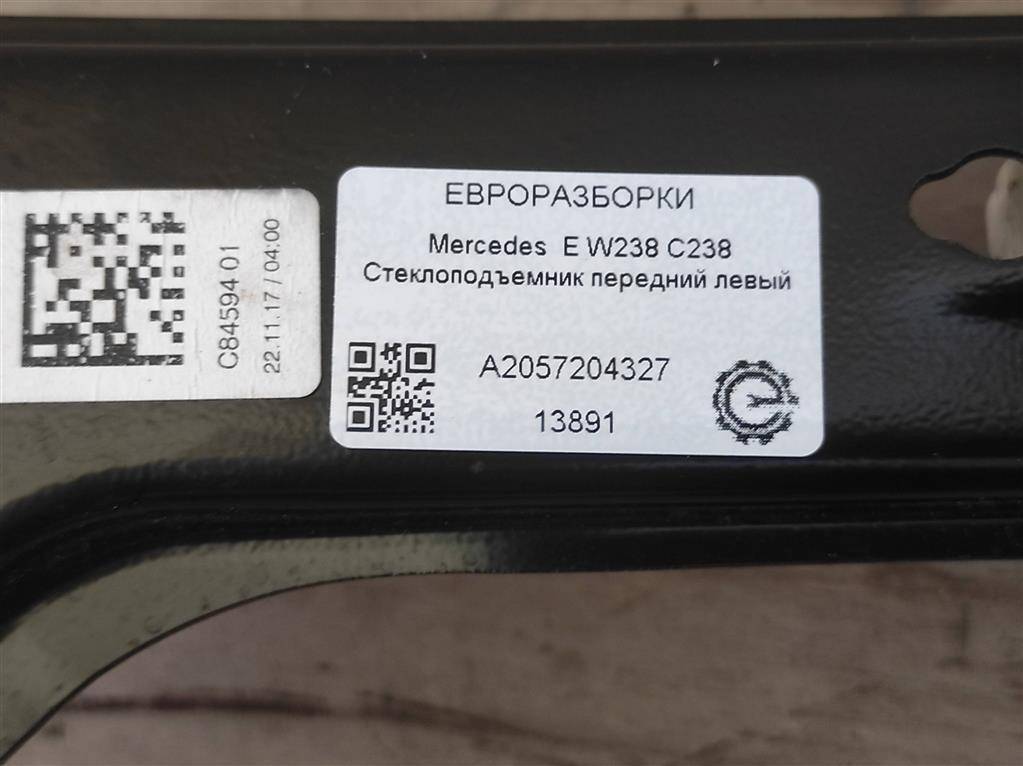 C84594 01
22.11.17 / 04:00
ЕВРОРАЗБОРКИ
Mercedes E W238 C238
Стеклоподъемник передний левый
A2057204327
13891